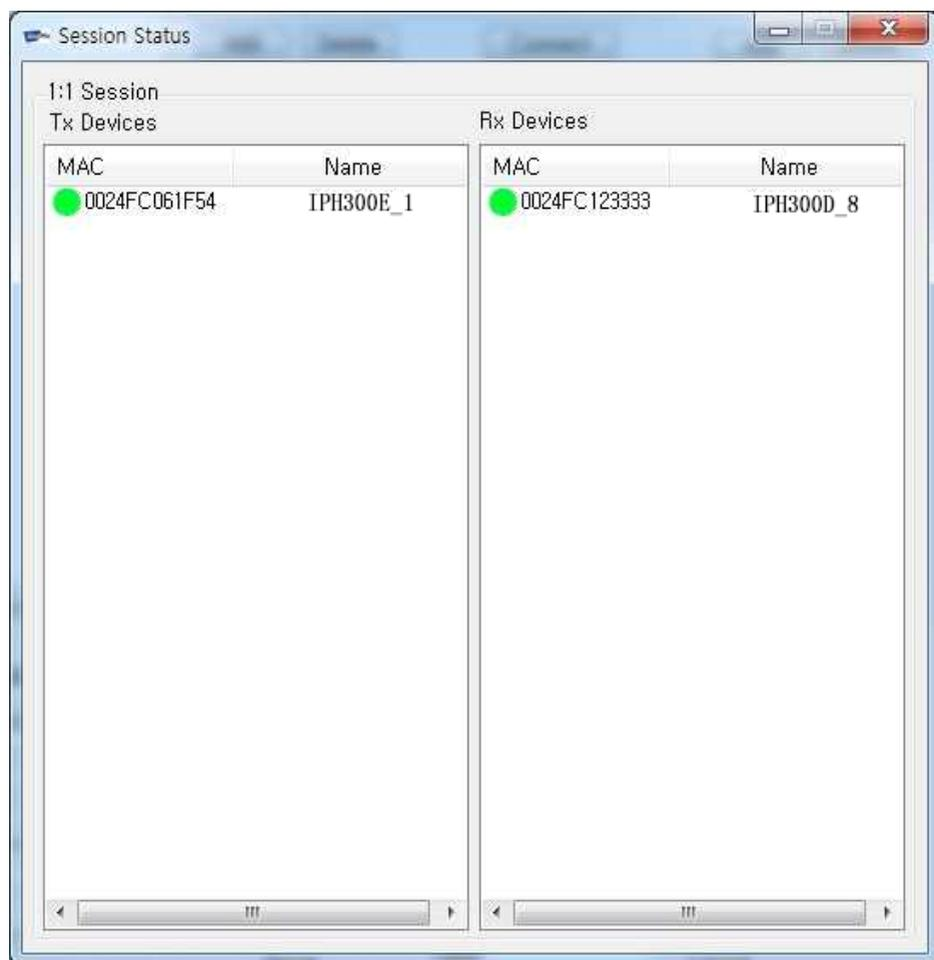 Session Status
1:1 Session
Tx Devices
Rx Devices
MAC Name
MAC Name
0024FC061F54 IPH300E_1
0024FC123333 IPH300D_8